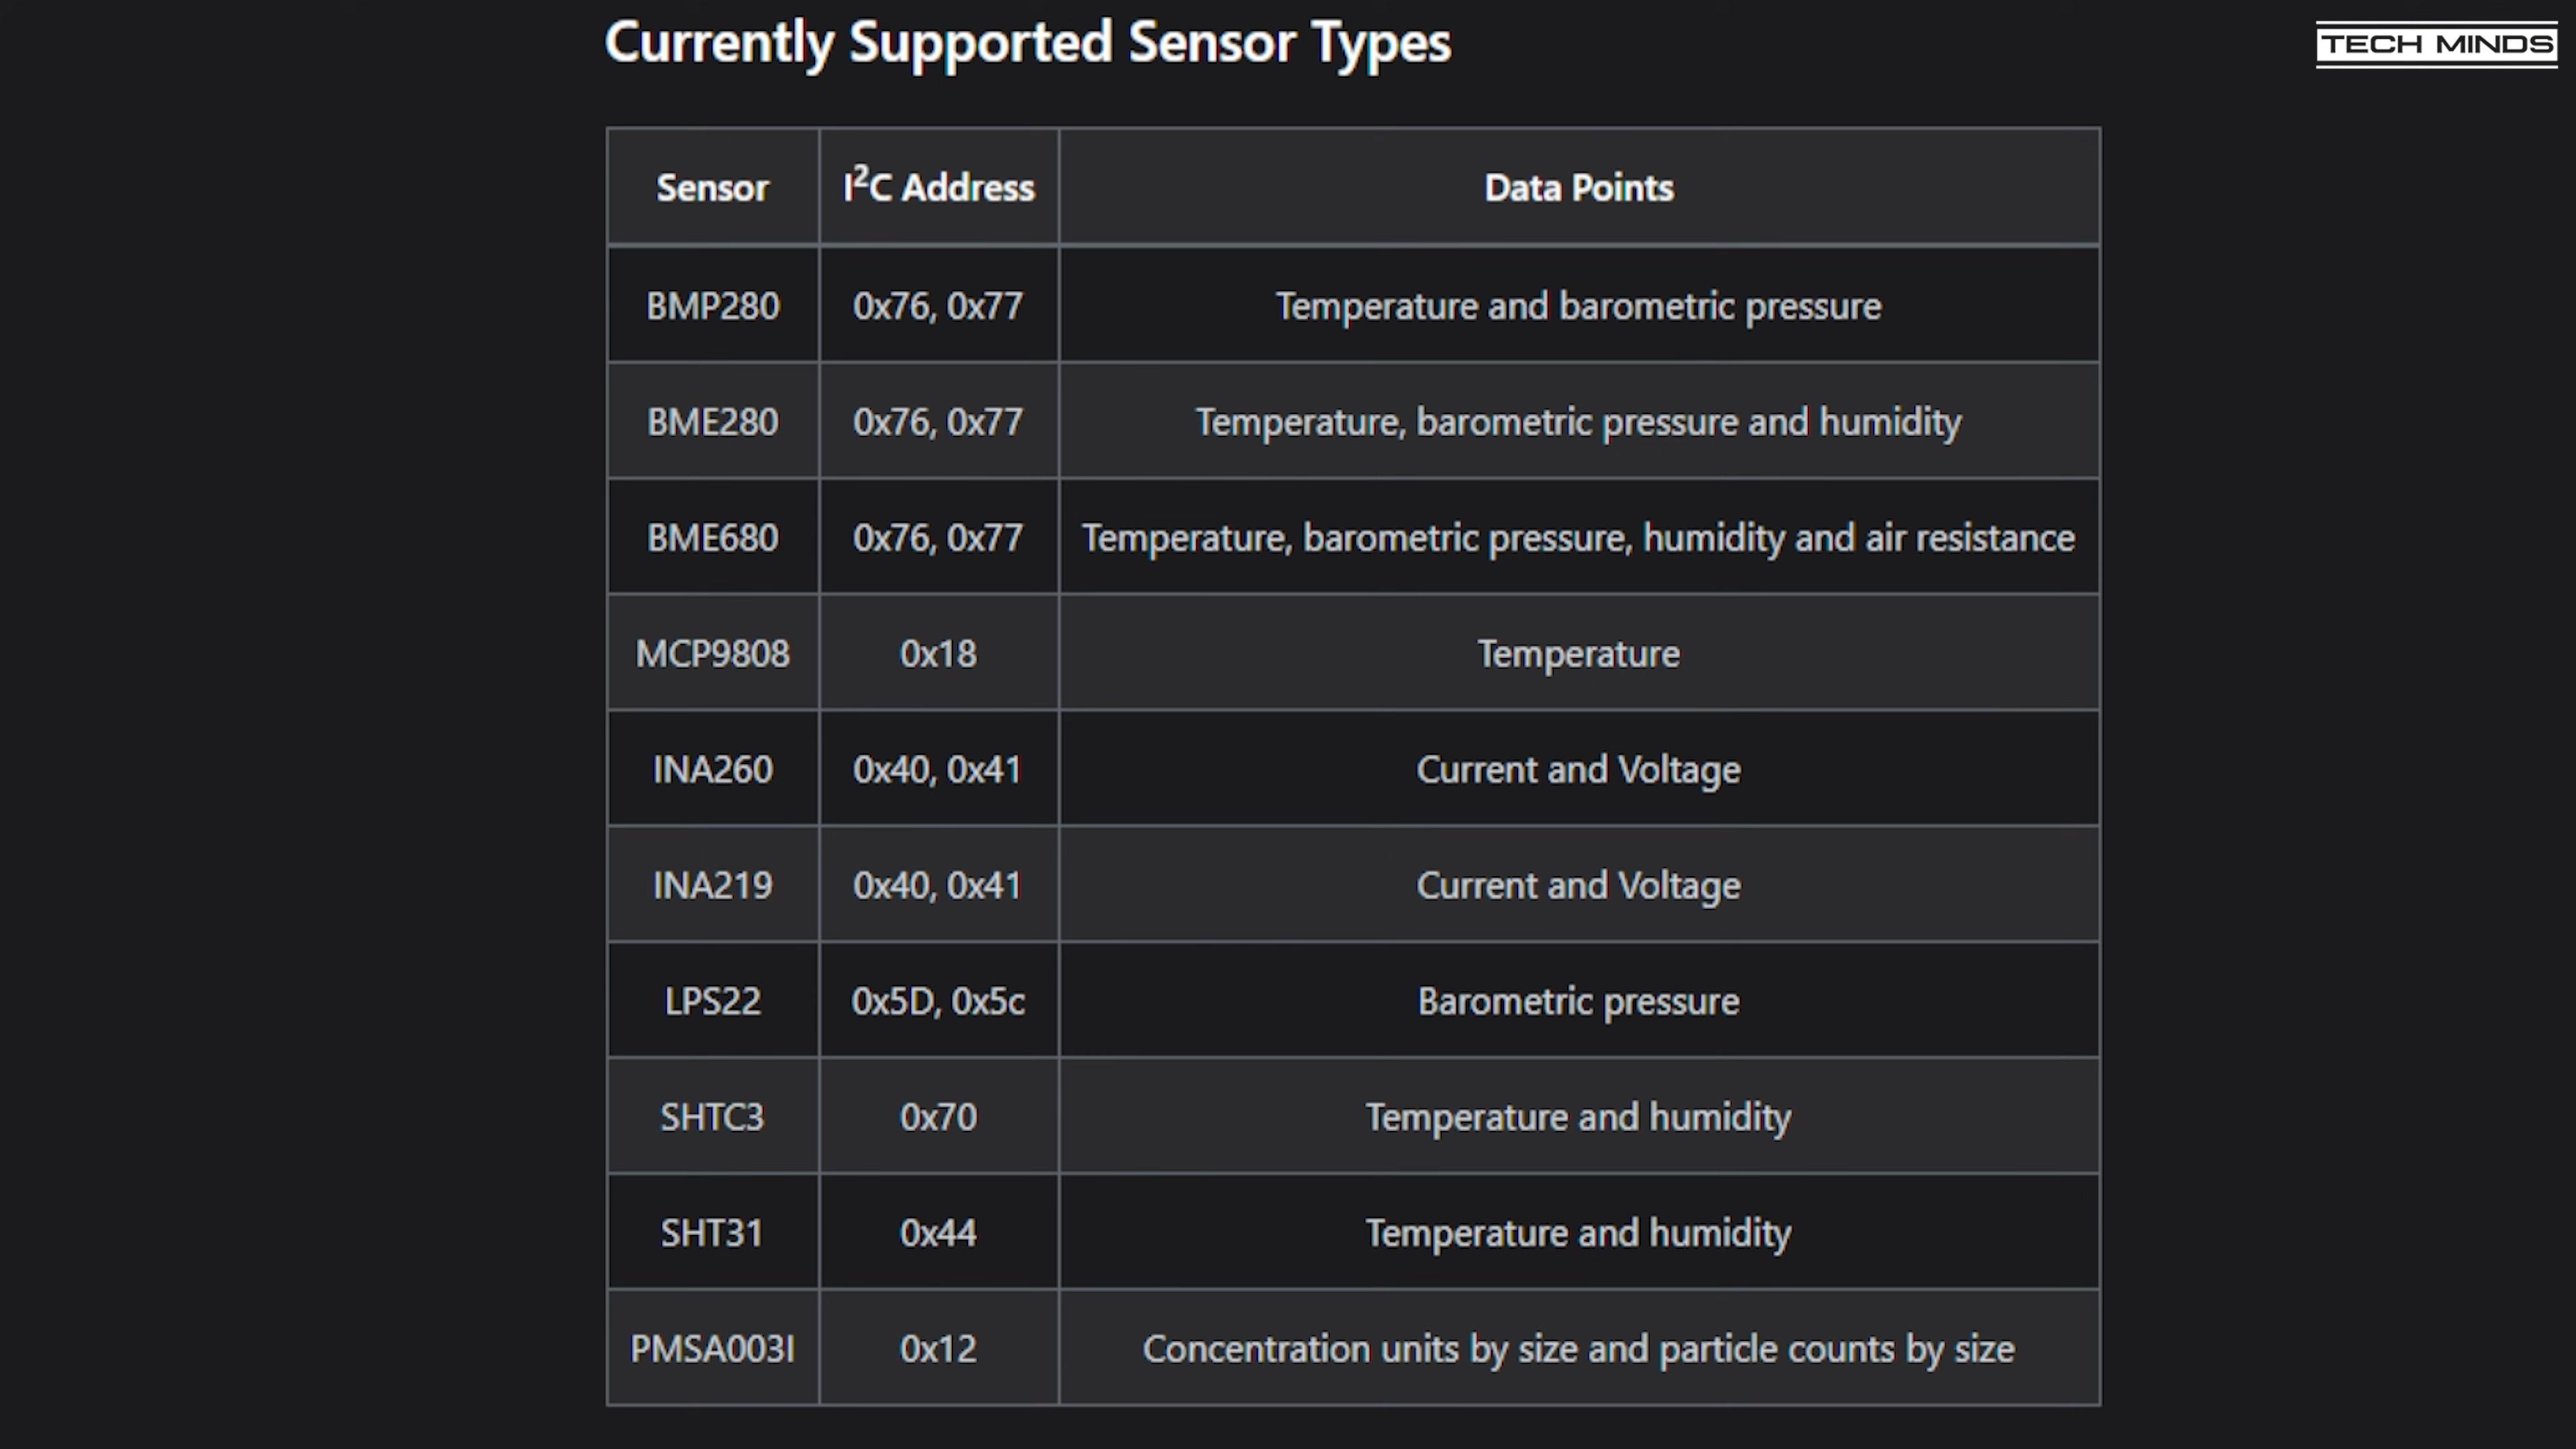 Currently Supported Sensor Types
TECH MINDS
Sensor I²C Address Data Points
BMP280 0x76, 0x77 Temperature and barometric pressure
BME280 0x76, 0x77 Temperature, barometric pressure and humidity
BME680 0x76, 0x77 Temperature, barometric pressure, humidity and air resistance
MCP9808 0x18 Temperature
INA260 0x40, 0x41 Current and Voltage
INA219 0x40, 0x41 Current and Voltage
LPS22 0x5D, 0x5c Barometric pressure
SHTC3 0x70 Temperature and humidity
SHT31 0x44 Temperature and humidity
PMSA003I 0x12 Concentration units by size and particle counts by size